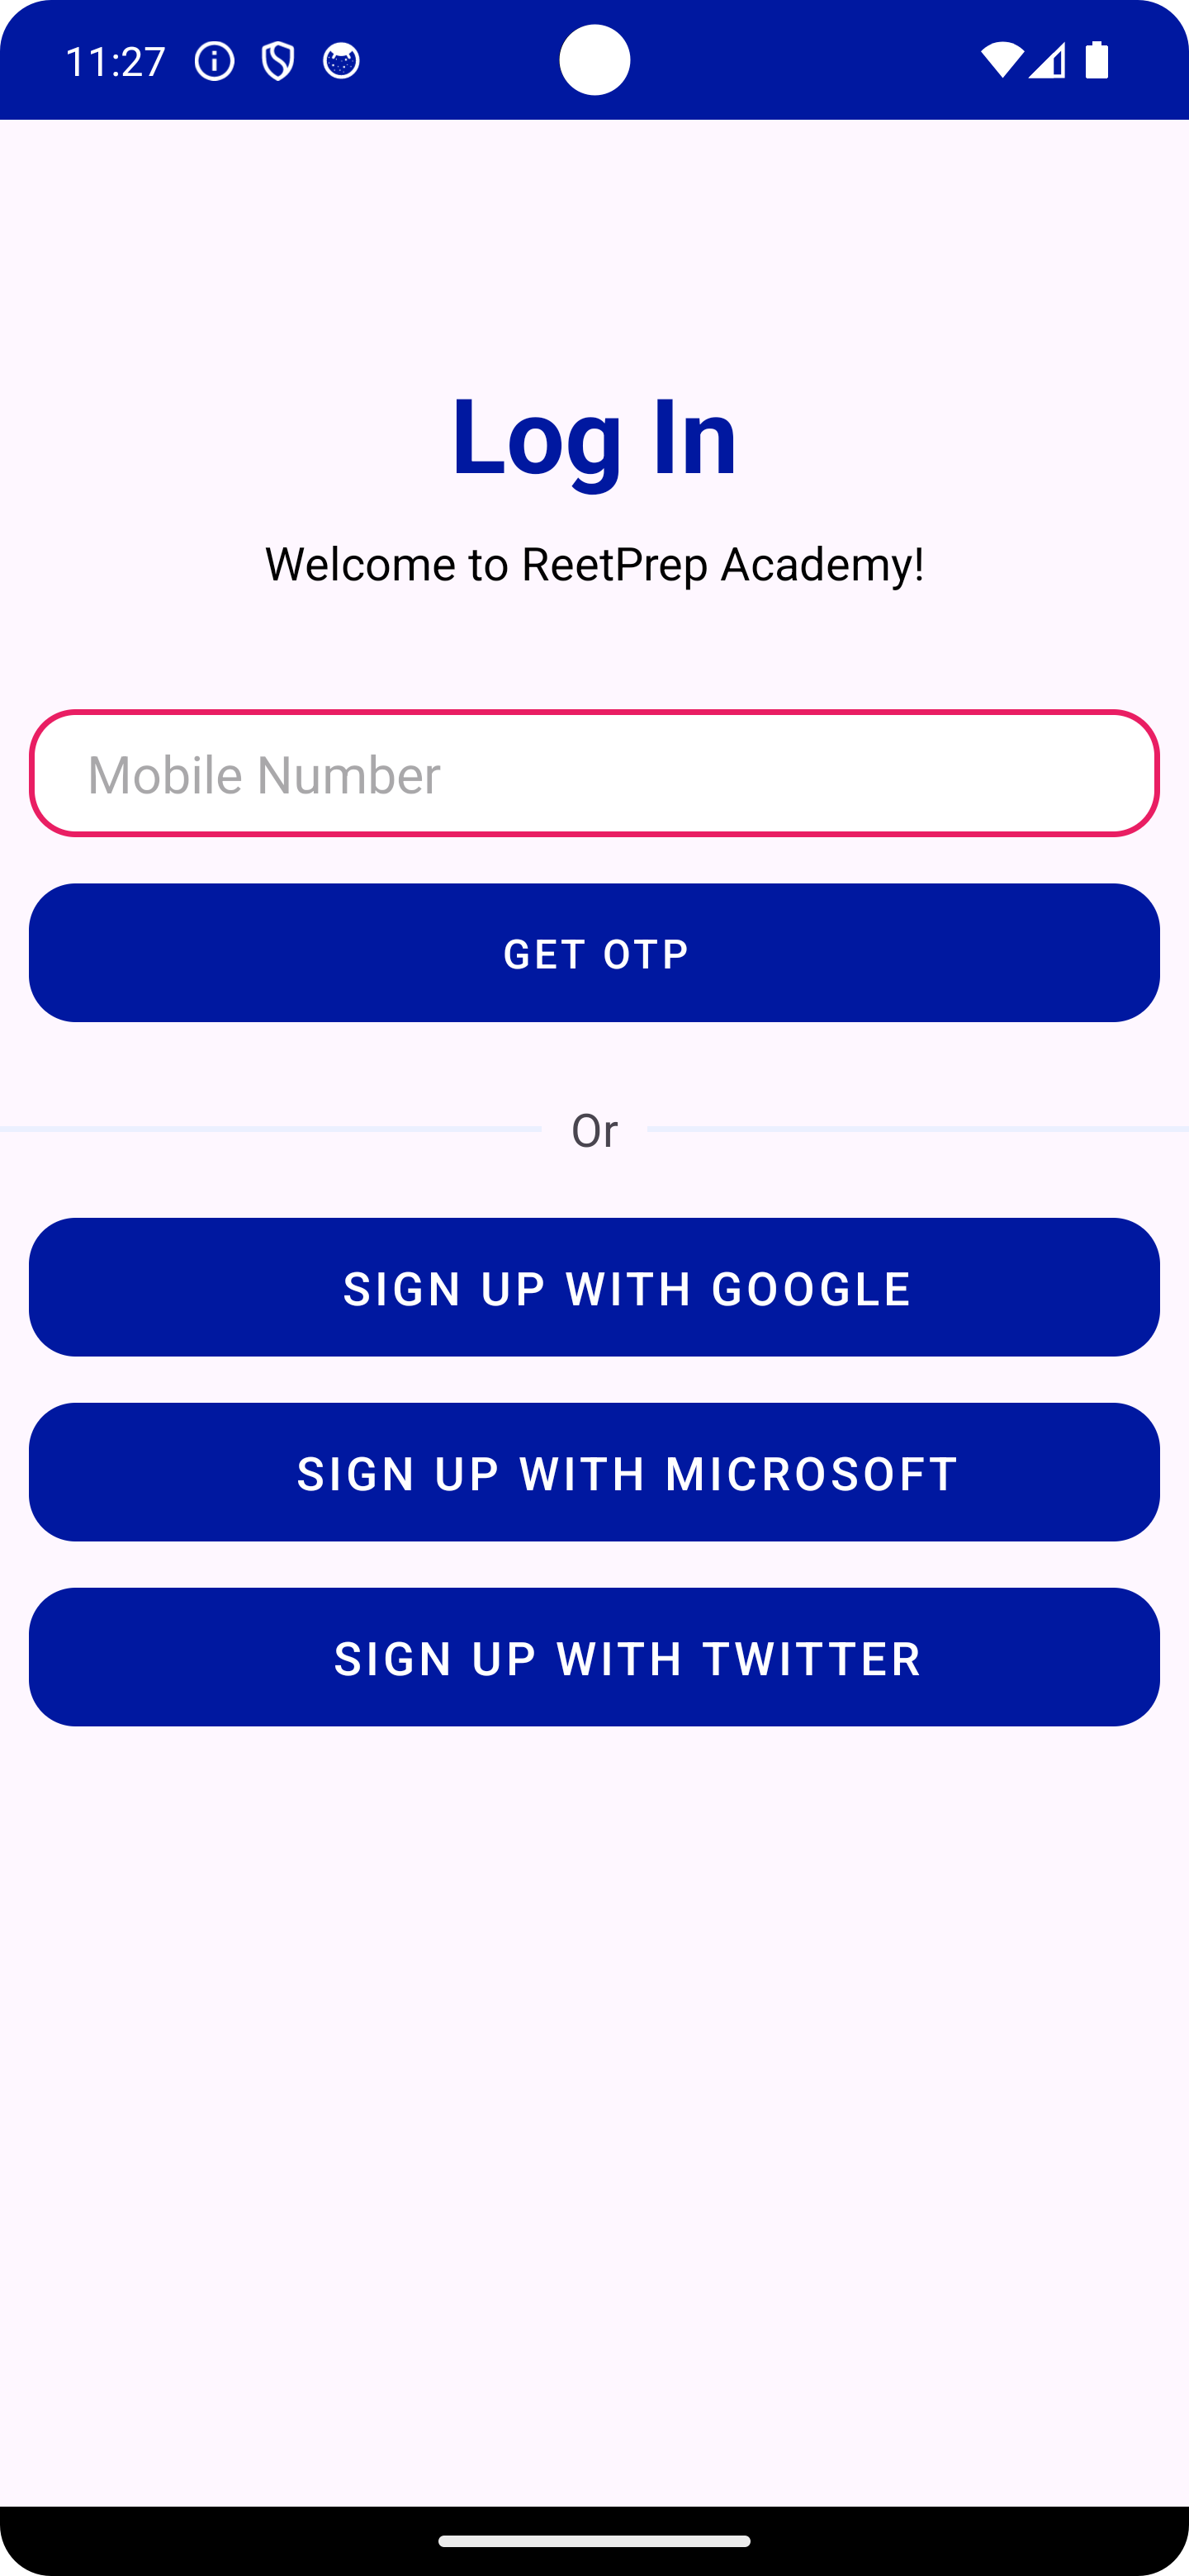 11:27
Log In
Welcome to ReetPrep Academy!
Mobile Number
GET OTP
Or
SIGN UP WITH GOOGLE
SIGN UP WITH MICROSOFT
SIGN UP WITH TWITTER